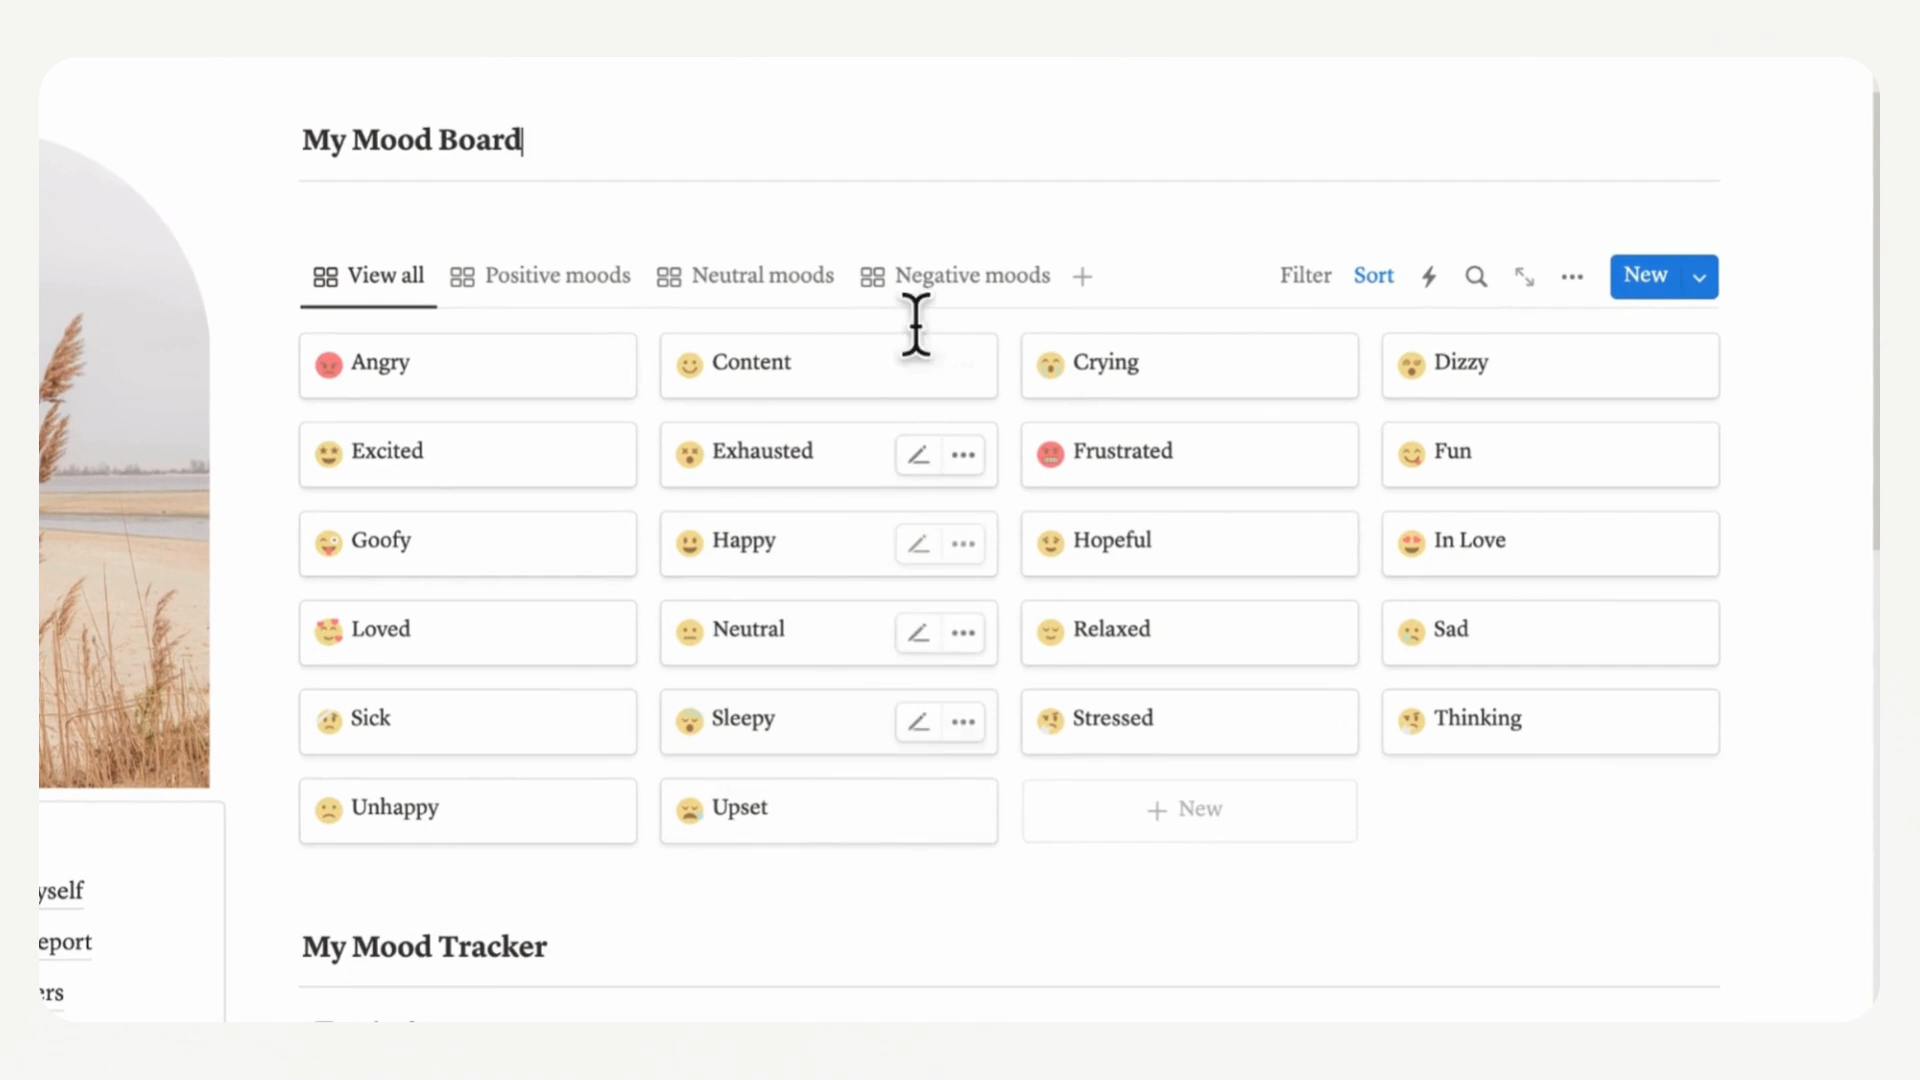 My Mood Board
View all Positive moods Neutral moods Negative moods Filter Sort New
Angry Content Crying Dizzy
Excited Exhausted Frustrated Fun
Goofy Happy Hopeful In Love
Loved Neutral Relaxed Sad
Sick Sleepy Stressed Thinking
Unhappy Upset + New
yself
eport
My Mood Tracker
ers